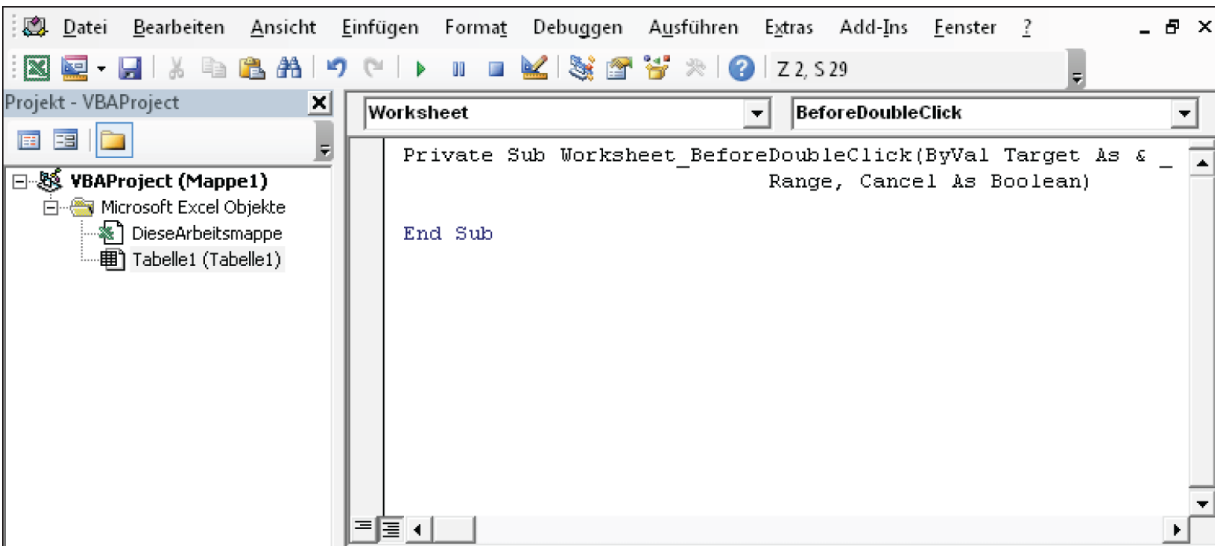 Datei Bearbeiten Ansicht Einfügen Format Debuggen Ausführen Extras Add-Ins Fenster ?
Z 2, S 29
Projekt - VBAProject
Worksheet BeforeDoubleClick
VBAProject (Mappe1)
Microsoft Excel Objekte
DieseArbeitsmappe
Tabelle1 (Tabelle1)
Private Sub Worksheet_BeforeDoubleClick(ByVal Target As & _
Range, Cancel As Boolean)
End Sub